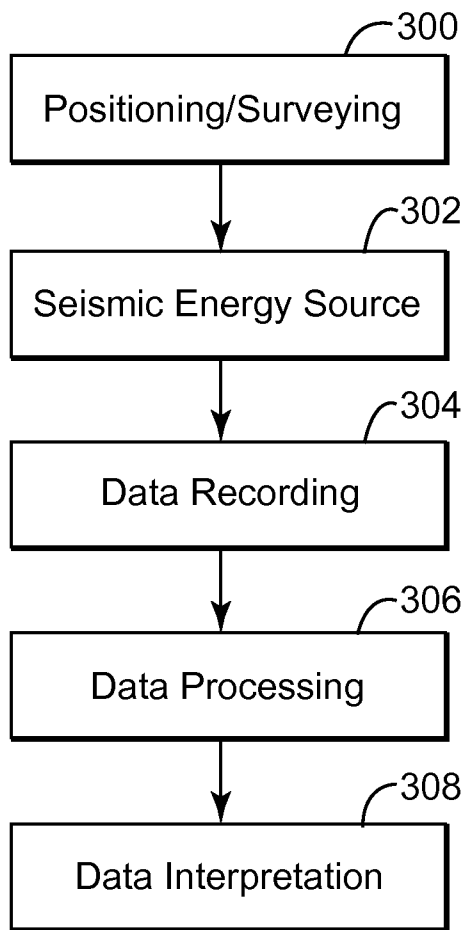 300
Positioning/Surveying
302
Seismic Energy Source
304
Data Recording
306
Data Processing
308
Data Interpretation